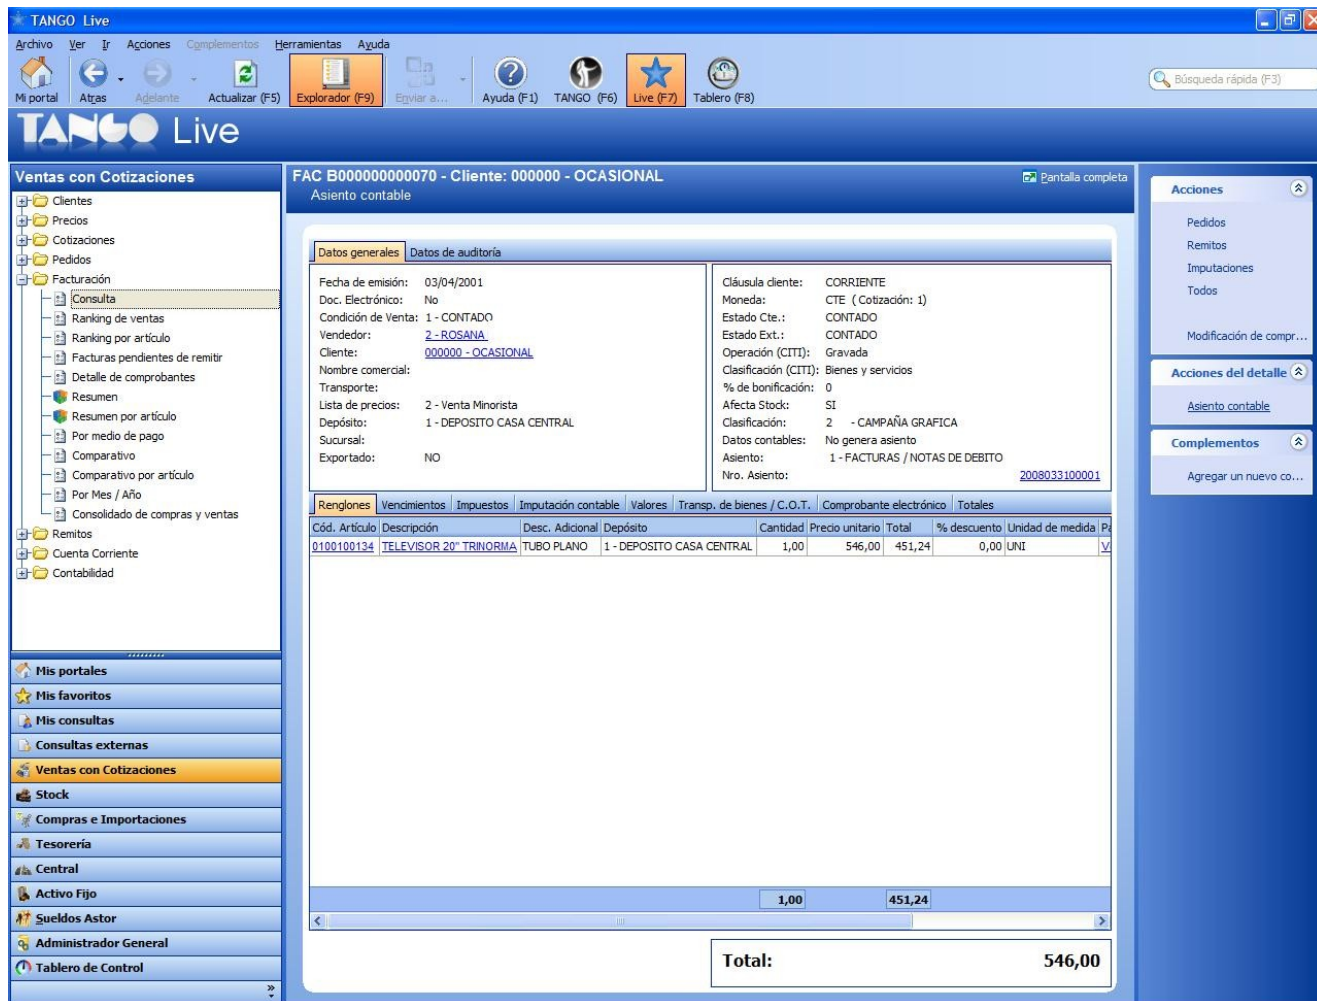 TANGO Live
Archivo Ver Ir Acciones Complementos Herramientas Ayuda
Mi portal Atras Adelante Actualizar (F5) Explorador (F9) Enviar a... Ayuda (F1) TANGO (F6) Live (F7) Tablero (F8)
Búsqueda rápida (F3)
TANGO Live
Ventas con Cotizaciones
Clientes
Precios
Cotizaciones
Pedidos
Facturación
Consulta
Ranking de ventas
Ranking por artículo
Facturas pendientes de remitir
Detalle de comprobantes
Resumen
Resumen por artículo
Por medio de pago
Comparativo
Comparativo por artículo
Por Mes / Año
Consolidado de compras y ventas
Remitos
Cuenta Corriente
Contabilidad
Mis portales
Mis favoritos
Mis consultas
Consultas externas
Ventas con Cotizaciones
Stock
Compras e Importaciones
Tesorería
Central
Activo Fijo
Sueldos Astor
Administrador General
Tablero de Control
FAC B000000000070 - Cliente: 000000 - OCASIONAL
Pantalla completa
Asiento contable
Datos generales Datos de auditoría
Fecha de emisión: 03/04/2001
Doc. Electrónico: No
Condición de Venta: 1 - CONTADO
Vendedor: 2 - ROSANA
Cliente: 000000 - OCASIONAL
Nombre comercial:
Transporte:
Lista de precios: 2 - Venta Minorista
Depósito: 1 - DEPOSITO CASA CENTRAL
Sucursal:
Exportado: NO
Cláusula cliente: CORRIENTE
Moneda: CTE ( Cotización: 1)
Estado Cte.: CONTADO
Estado Ext.: CONTADO
Operación (CITI): Gravada
Clasificación (CITI): Bienes y servicios
% de bonificación: 0
Afecta Stock: SI
Clasificación: 2 - CAMPAÑA GRAFICA
Datos contables: No genera asiento
Asiento: 1 - FACTURAS / NOTAS DE DEBITO
Nro. Asiento: 2008033100001
Renglones Vencimientos Impuestos Imputación contable Valores Transp. de bienes / C.O.T. Comprobante electrónico Totales
Cód. Artículo Descripción Desc. Adicional Depósito Cantidad Precio unitario Total % descuento Unidad de medida Pa
0100100134 TELEVISOR 20" TRINORMA TUBO PLANO 1 - DEPOSITO CASA CENTRAL 1,00 546,00 451,24 0,00 UNI V
1,00 451,24
Total: 546,00
Acciones
Pedidos
Remitos
Imputaciones
Todos
Modificación de compr...
Acciones del detalle
Asiento contable
Complementos
Agregar un nuevo co...